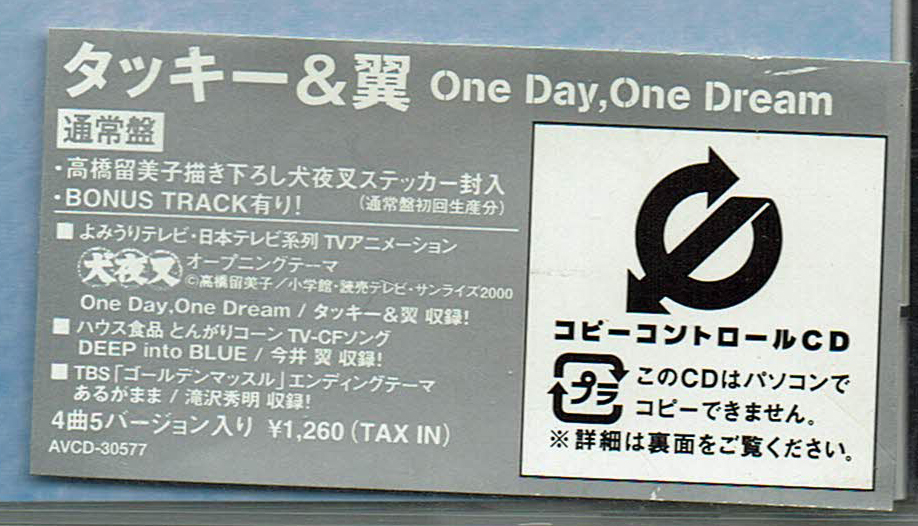 タッキー&翼 One Day,One Dream
通常盤
・高橋留美子描き下ろし犬夜叉ステッカー封入
・BONUS TRACK有り! (通常盤初回生産分)
■よみうりテレビ・日本テレビ系列 TVアニメーション
犬夜叉 オープニングテーマ
©高橋留美子/小学館・読売テレビ・サンライズ2000
One Day,One Dream / タッキー&翼 収録!
■ハウス食品 とんがりコーン TV-CFソング
DEEP into BLUE / 今井 翼 収録!
■TBS「ゴールデンマッスル」エンディングテーマ
あるがまま / 滝沢秀明 収録!
4曲5バージョン入り ¥1,260(TAX IN)
AVCD-30577
コピーコントロールCD
プラ
このCDはパソコンで
コピーできません。
※詳細は裏面をご覧ください。